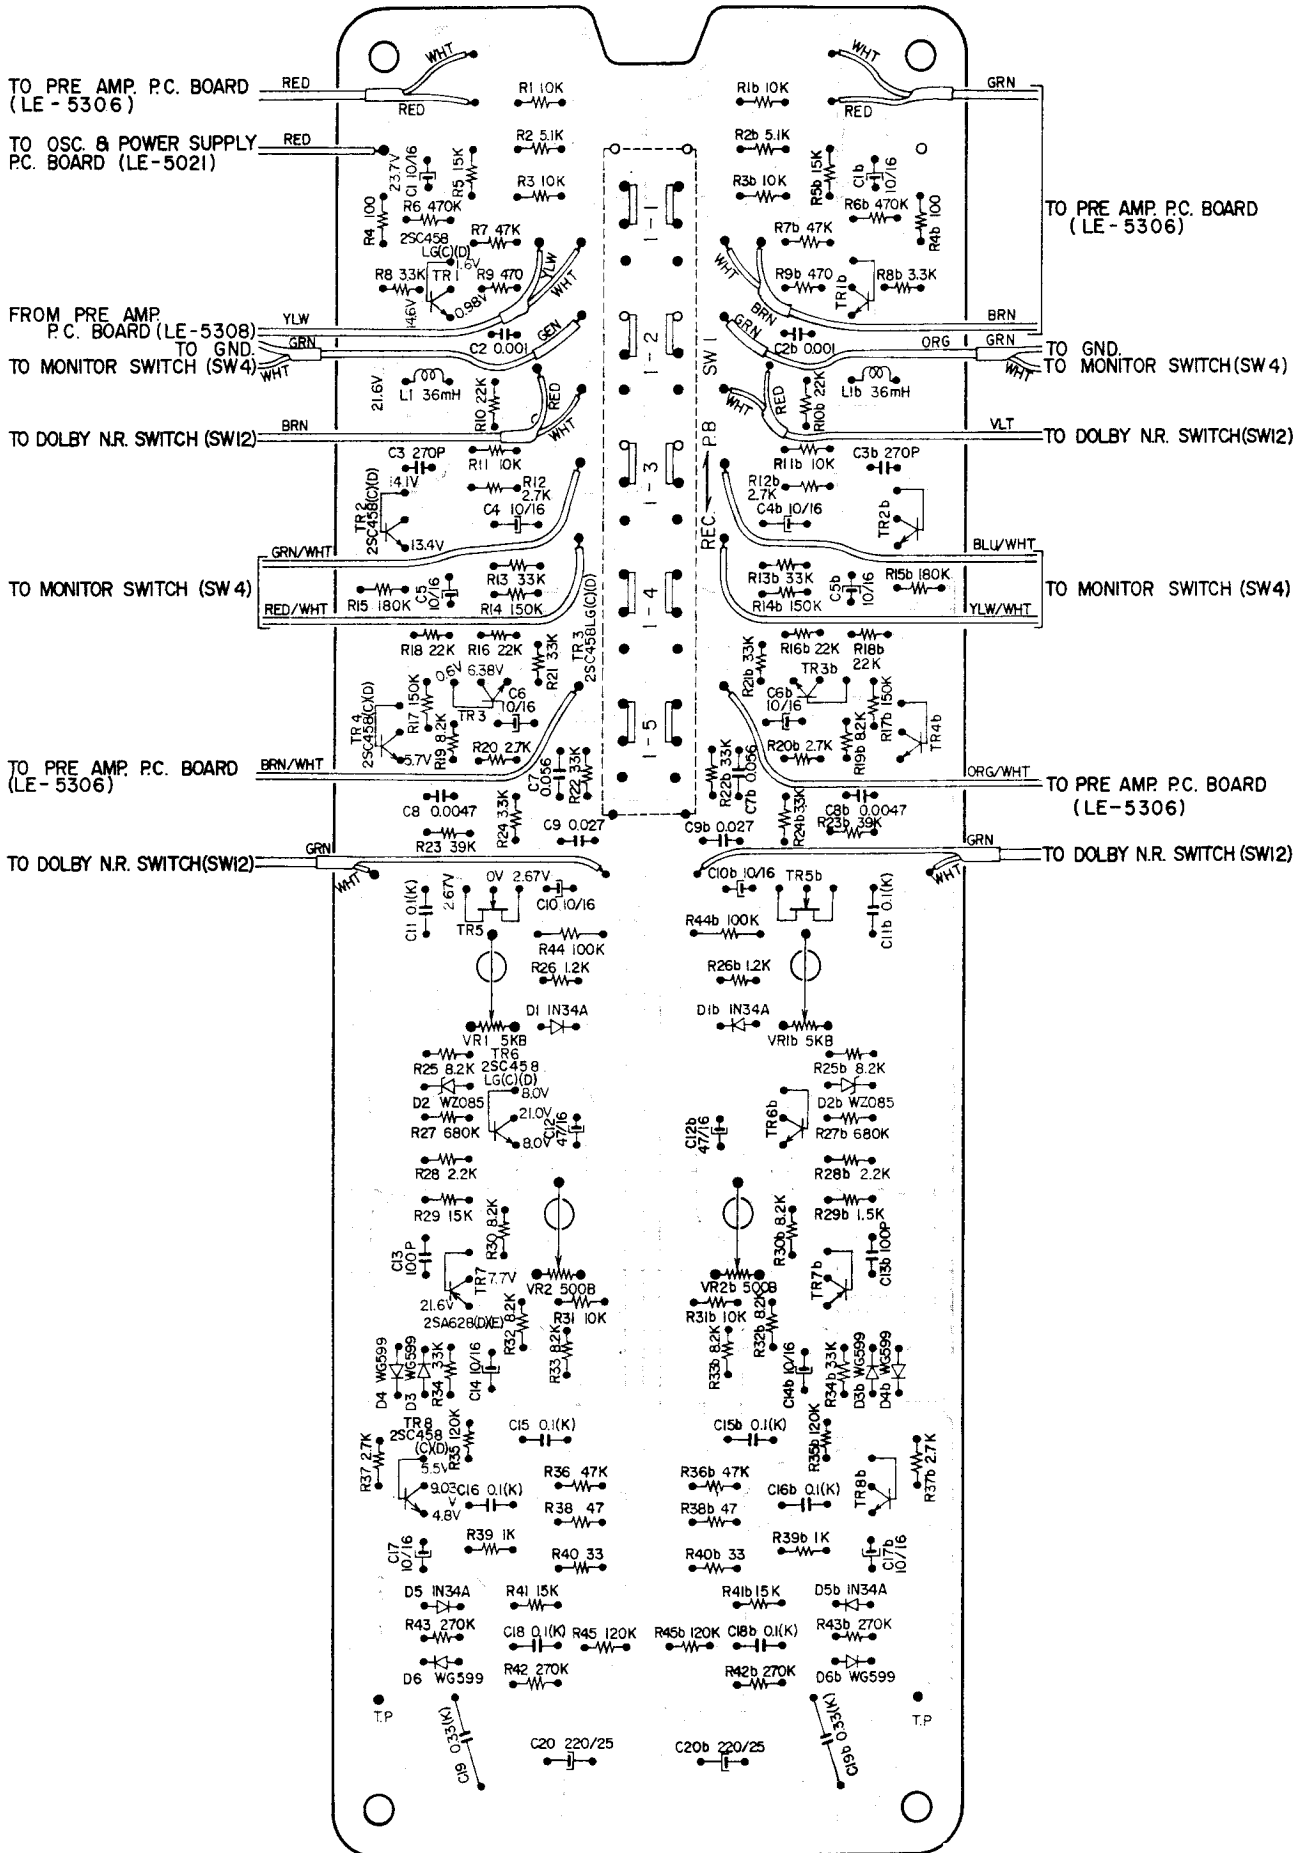 WHT
WHT
TO PRE AMP. P.C. BOARD
(LE-5306)
RED
RED
R1 10K
R1b 10K
RED
GRN
TO OSC. & POWER SUPPLY
P.C. BOARD (LE-5021)
RED
23.7V
C1 10/16
R5 15K
R2 5.1K
R2b 5.1K
R5b 15K
C1b
10/16
R3 10K
R3b 10K
R4 100
R6 470K
R6b 470K
R4b 100
TO PRE AMP. P.C. BOARD
(LE-5306)
2SC458
LG(C)(D)
R7 47K
R7b 47K
1-1
1.6V
TR1
YLW
WHT
WHT
R8 3.3K
R9 470
R9b 470
TR1b
R8b 3.3K
14.6V
0.98V
BRN
FROM PRE AMP.
P.C. BOARD (LE-5308)
YLW
BRN
C2 0.001
GEN
1-2
SW1
GRN
C2b 0.001
TO GND.
GRN
ORG
GRN
TO GND.
TO MONITOR SWITCH (SW4)
WHT
WHT
TO MONITOR SWITCH (SW4)
21.6V
L1 36mH
R10 22K
RED
WHT
WHT
RED
R10b 22K
L1b 36mH
TO DOLBY N.R. SWITCH (SW12)
BRN
VLT
TO DOLBY N.R. SWITCH (SW12)
C3 270P
R11 10K
1-3
REC. PB
R11b 10K
C3b 270P
14.1V
R12
2.7K
R12b
2.7K
TR2
2SC458(C)(D)
C4 10/16
C4b 10/16
TR2b
13.4V
GRN/WHT
BLU/WHT
TO MONITOR SWITCH (SW4)
R15 180K
C5
10/16
R13 33K
R14 150K
1-4
R13b 33K
R14b 150K
C5b
10/16
R15b 180K
TO MONITOR SWITCH (SW4)
RED/WHT
YLW/WHT
R18 22K
R16 22K
R21 33K
TR3
2SC458LG(C)(D)
R21b 33K
R16b 22K
R18b
22K
0.6V
6.38V
TR3b
TR4
2SC458(C)(D)
R17 150K
TR3
C6
10/16
C6b
10/16
R17b 150K
TR4b
R19 8.2K
R19b 8.2K
5.7V
R20 2.7K
1-5
R20b 2.7K
TO PRE AMP. P.C. BOARD
(LE-5306)
BRN/WHT
C7
0.056
R22 33K
R22b 33K
C7b 0.056
ORG/WHT
TO PRE AMP. P.C. BOARD
(LE-5306)
C8 0.0047
R24 3.3K
R24b 33K
C8b 0.0047
R23 39K
C9 0.027
C9b 0.027
R23b 39K
TO DOLBY N.R. SWITCH (SW12)
GRN
WHT
GRN
WHT
TO DOLBY N.R. SWITCH (SW12)
C11 0.1(K)
2.67V
0V
2.67V
C10 10/16
C10b 10/16
TR5b
C11b 0.1(K)
TR5
R44 100K
R44b 100K
R26 1.2K
R26b 1.2K
D1 1N34A
D1b 1N34A
VR1 5KB
VR1b 5KB
R25 8.2K
TR6
2SC458
LG(C)(D)
R25b 8.2K
D2 WZ085
8.0V
D2b WZ085
R27 680K
21.0V
C12
47/16
C12b
47/16
TR6b
R27b 680K
8.0V
R28 2.2K
R28b 2.2K
R29 15K
R30 8.2K
R30b 8.2K
R29b 1.5K
C13
100P
C13b 100P
TR7
7.7V
VR2 500B
VR2b 500B
TR7b
21.6V
2SA628(D)(E)
R32 8.2K
R31 10K
R31b 10K
R32b 8.2K
D4 WG599
D3 WG599
R34 33K
C14 10/16
R33 8.2K
R33b 8.2K
C14b 10/16
R34b 33K
D3b WG599
D4b WG599
TR8
2SC458
(C)(D)
R35 120K
C15 0.1(K)
C15b 0.1(K)
R35b 120K
R37 2.7K
5.5V
R36 47K
R36b 47K
R37b 2.7K
9.03
V
C16 0.1(K)
C16b 0.1(K)
TR8b
4.8V
R38 47
R38b 47
R39 1K
R39b 1K
C17
10/16
R40 33
R40b 33
C17b
10/16
D5 1N34A
R41 15K
R41b 15K
D5b 1N34A
R43 270K
C18 0.1(K)
R45 120K
R45b 120K
C18b 0.1(K)
R43b 270K
D6 WG599
R42 270K
R42b 270K
D6b WG599
T.P
T.P
C19 0.33(K)
C20 220/25
C20b 220/25
C19b 0.33(K)